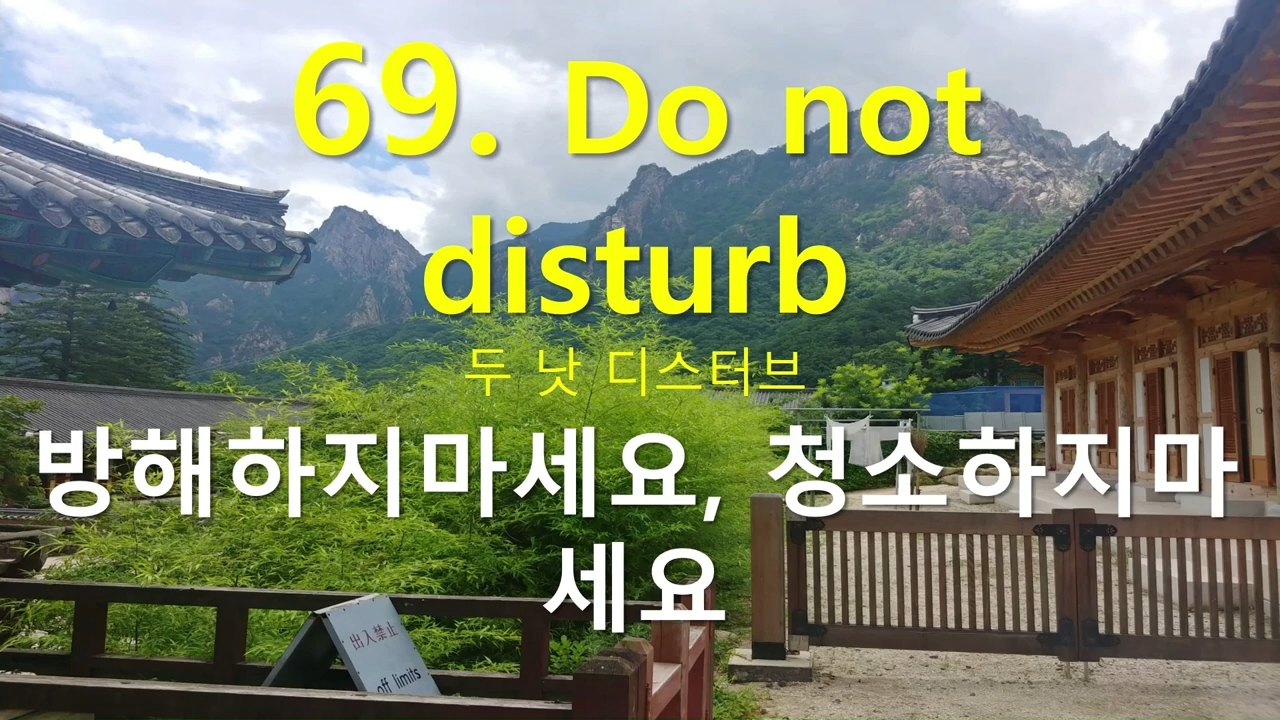 69. Do not
disturb
두 낫 디스터브
방해하지마세요, 청소하지마
세요
出入禁止
off limits